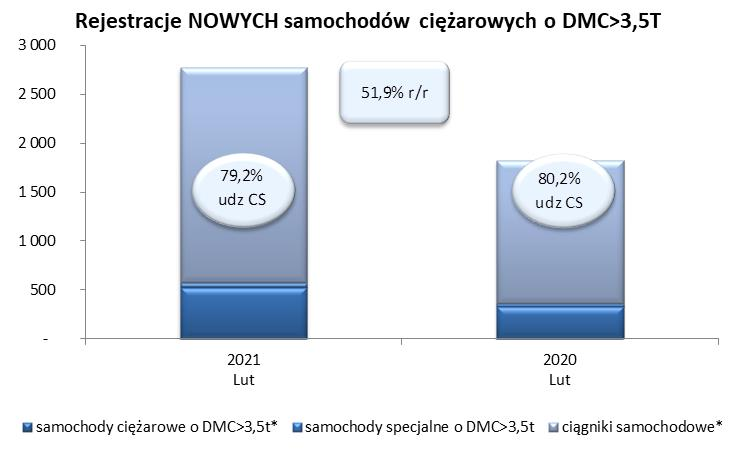 Rejestracje NOWYCH samochodów ciężarowych o DMC>3,5T
3 000
2 500
2 000
1 500
1 000
500
-
51,9% r/r
79,2%
udz CS
80,2%
udz CS
2021
Lut
2020
Lut
samochody ciężarowe o DMC>3,5t*
samochody specjalne o DMC>3,5t
ciągniki samochodowe*